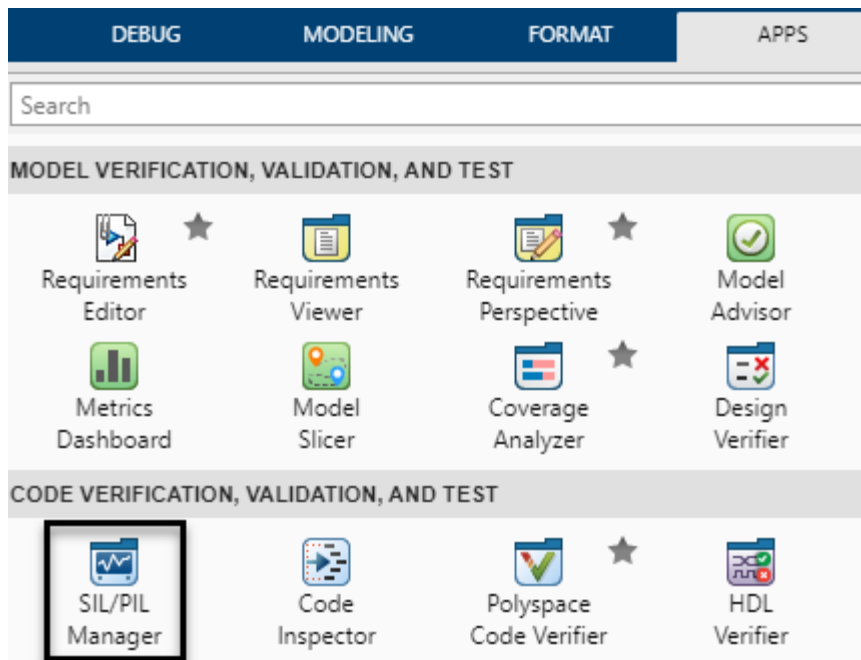 DEBUG MODELING FORMAT APPS
Search
MODEL VERIFICATION, VALIDATION, AND TEST
Requirements Editor
Requirements Viewer
Requirements Perspective
Model Advisor
Metrics Dashboard
Model Slicer
Coverage Analyzer
Design Verifier
CODE VERIFICATION, VALIDATION, AND TEST
SIL/PIL Manager
Code Inspector
Polyspace Code Verifier
HDL Verifier